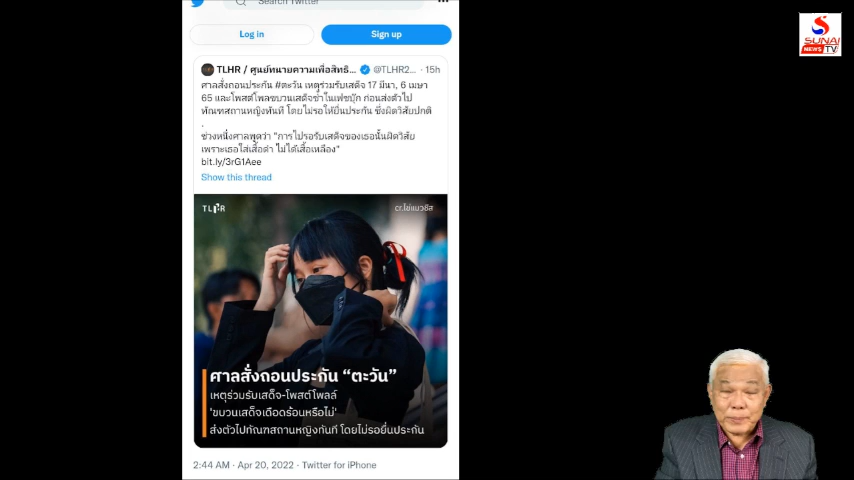 Search Twitter
SUNAI
NEWS TV
Log in
Sign up
TLHR / ศูนย์ทนายความเพื่อสิทธิ... @TLHR2... · 15h
ศาลสั่งถอนประกัน #ตะวัน เหตุร่วมรับเสด็จ 17 มีนา, 6 เมษา
65 และโพสต์โพลขบวนเสด็จซ้ำในเฟซบุ๊ก ก่อนส่งตัวไป
ทัณฑสถานหญิงทันที โดยไม่รอให้ยื่นประกัน ซึ่งผิดวิสัยปกติ
.
ช่วงหนึ่งศาลพูดว่า "การไปรอรับเสด็จของเธอนั้นผิดวิสัย
เพราะเธอใส่เสื้อดำ ไม่ได้เสื้อเหลือง"
bit.ly/3rG1Aee
Show this thread
TLHR
cr.ไข่แมวชีส
ศาลสั่งถอนประกัน “ตะวัน”
เหตุร่วมรับเสด็จ-โพสต์โพลล์
'ขบวนเสด็จเดือดร้อนหรือไม่'
ส่งตัวไปทัณฑสถานหญิงทันที โดยไม่รอยื่นประกัน
2:44 AM · Apr 20, 2022 · Twitter for iPhone